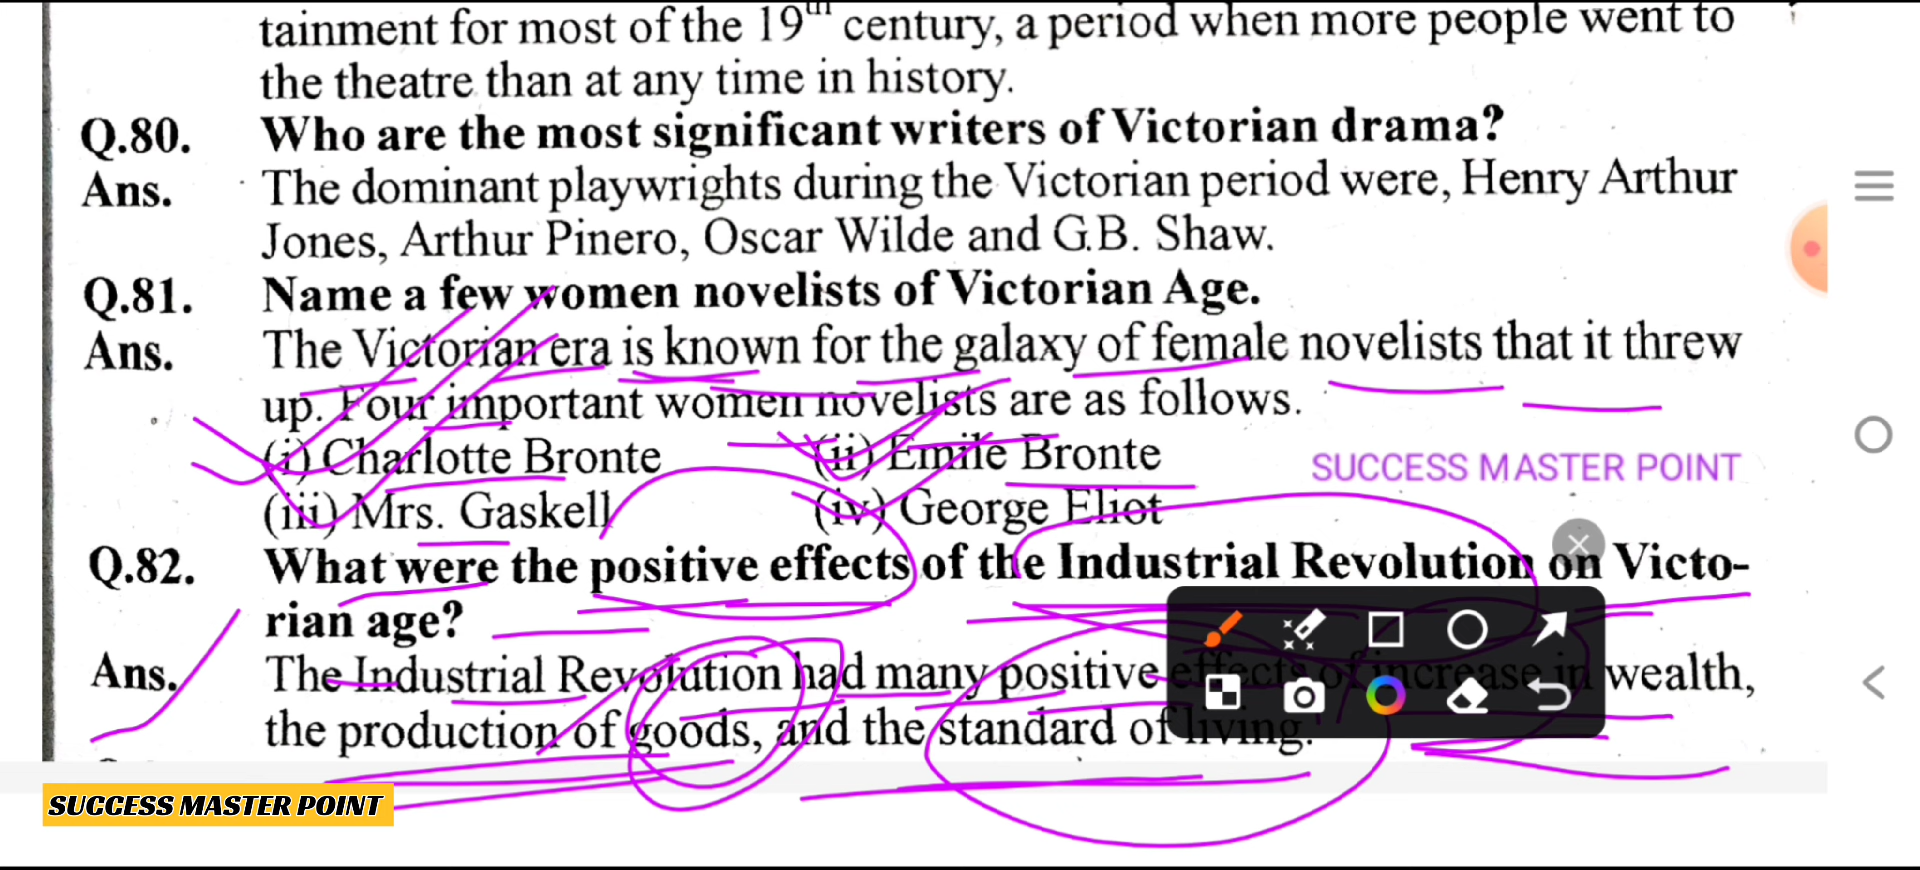 tainment for most of the 19th century, a period when more people went to
the theatre than at any time in history.
Q.80. Who are the most significant writers of Victorian drama?
Ans. The dominant playwrights during the Victorian period were, Henry Arthur
Jones, Arthur Pinero, Oscar Wilde and G.B. Shaw.
Q.81. Name a few women novelists of Victorian Age.
Ans. The Victorian era is known for the galaxy of female novelists that it threw
up. Four important women novelists are as follows.
(i) Charlotte Bronte (ii) Emile Bronte
SUCCESS MASTER POINT
(iii) Mrs. Gaskell (iv) George Eliot
Q.82. What were the positive effects of the Industrial Revolution on Victo-
rian age?
Ans. The Industrial Revolution had many positive effects of increase in wealth,
the production of goods, and the standard of living.
SUCCESS MASTER POINT